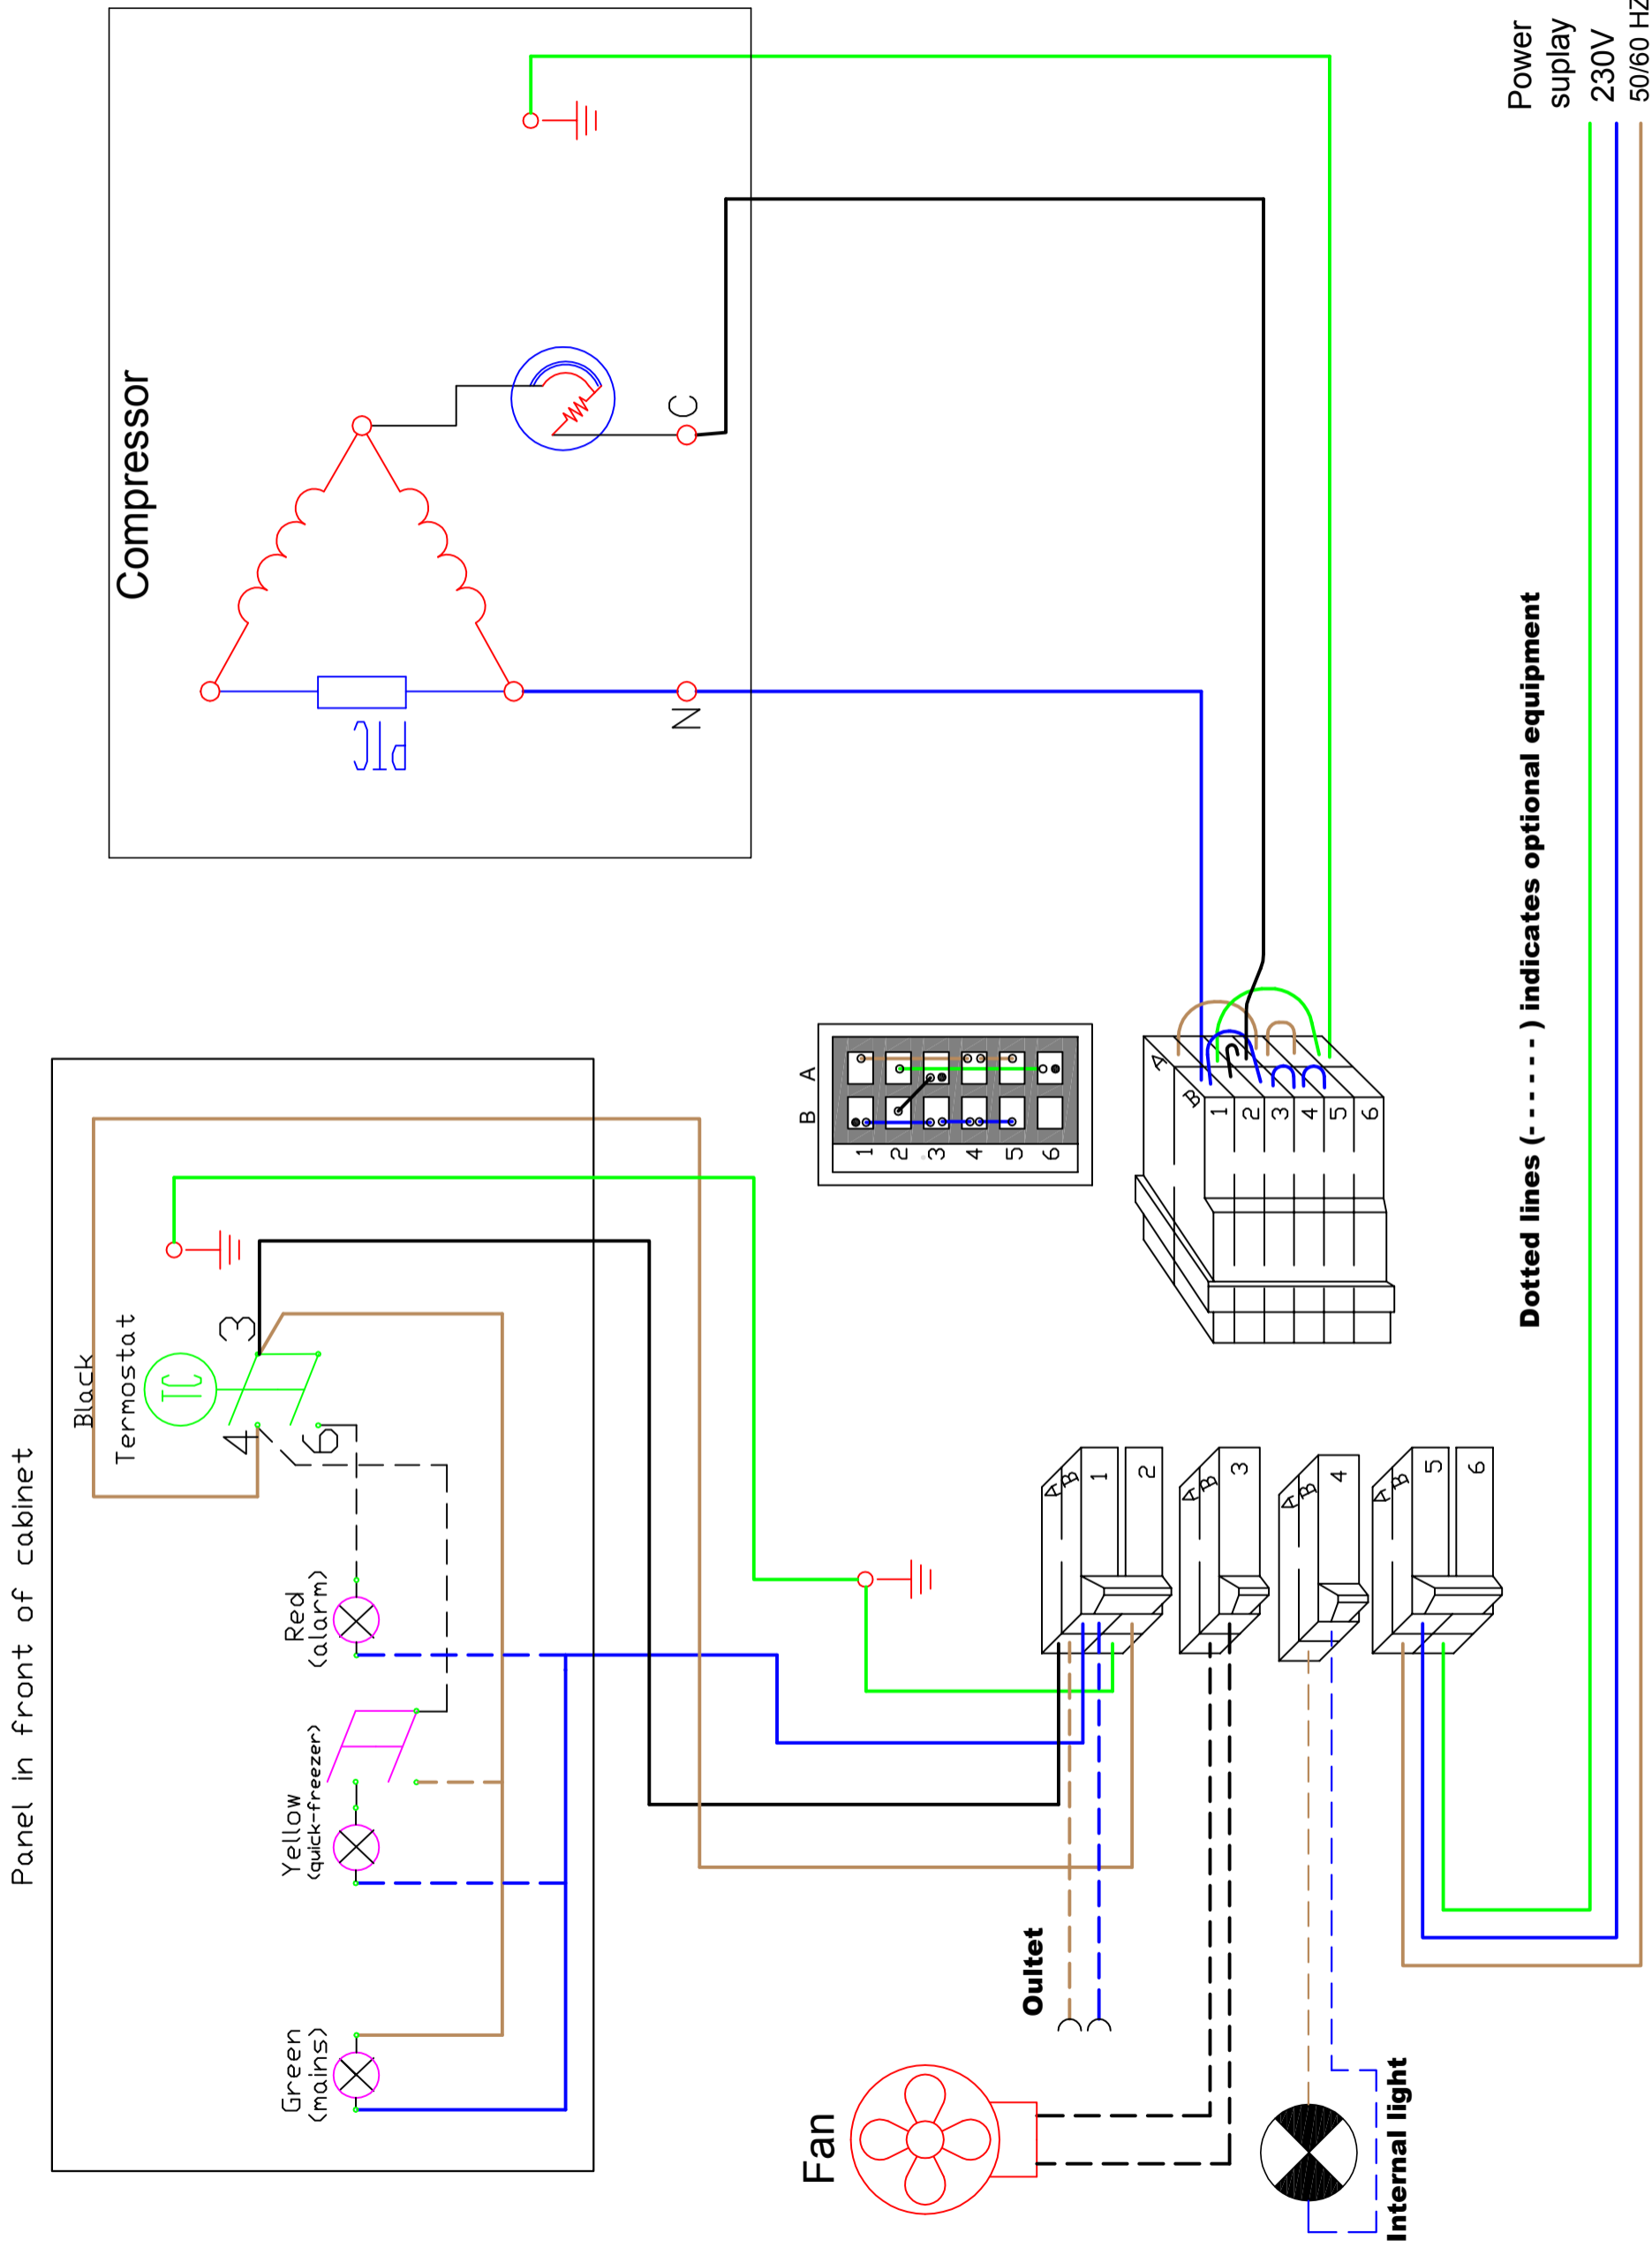 Panel in front of cabinet
Black
Termostat
TC
3
4
6
Red
(alarm)
Yellow
(quick-freezer)
Green
(mains)
Compressor
PTC
C
N
A
B
1
2
3
4
5
6
A
B
1
2
3
4
5
6
A
B
1
2
A
B
3
A
B
4
A
B
5
6
Oultet
Fan
Internal light
Dotted lines (- - - - - - ) indicates optional equipment
Power
suplay
230V
50/60 HZ